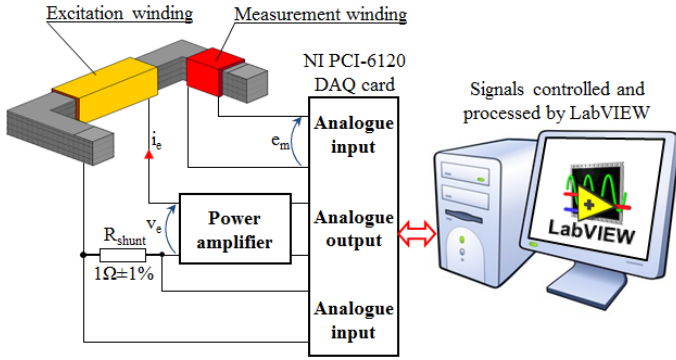 Excitation winding
Measurement winding
NI PCI-6120
DAQ card
Signals controlled and
processed by LabVIEW
Analogue
input
iₑ
eₘ
vₑ
Power
amplifier
Analogue
output
Rshunt
1Ω±1%
Analogue
input
LabVIEW